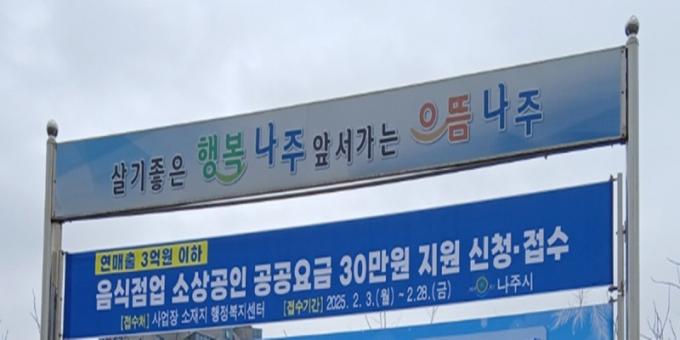 살기좋은 행복 나주 앞서가는 으뜸 나주
연매출 3억원 이하
음식점업 소상공인 공공요금 30만원 지원 신청·접수
[접수처] 사업장 소재지 행정복지센터 [접수기간] 2025. 2. 3.(월) ~ 2.28.(금) 나주시